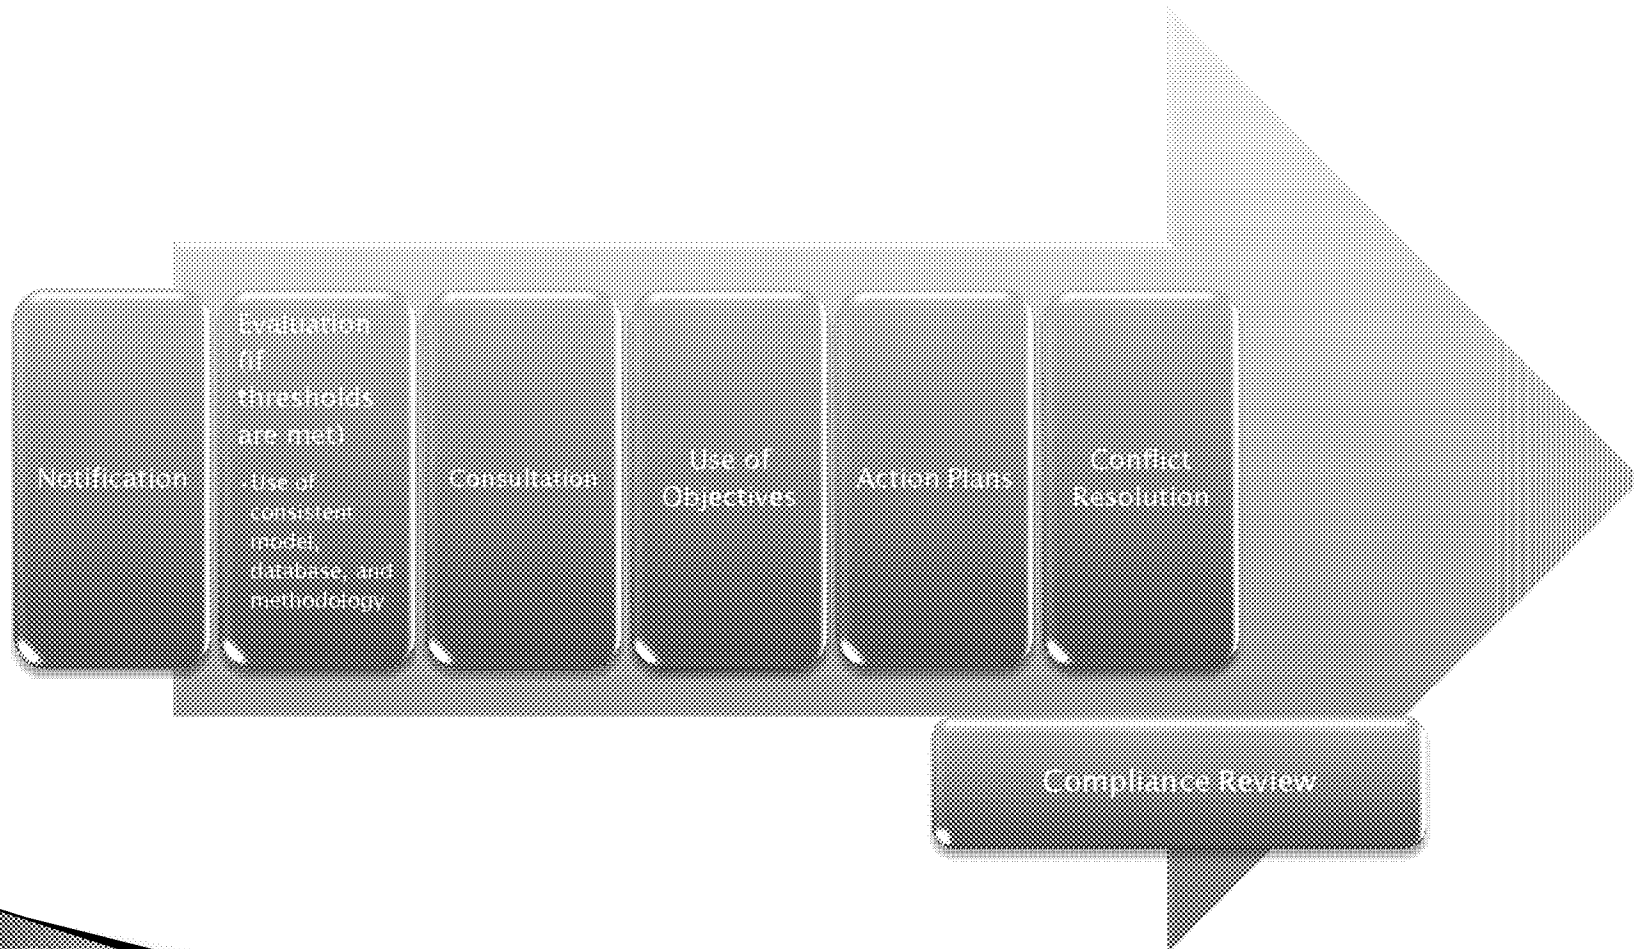 Notification
Evaluation
(if
thresholds
are met)
-Use of
consistent
model,
database, and
methodology
Consultation
Use of
Objectives
Action Plans
Conflict
Resolution
Compliance Review